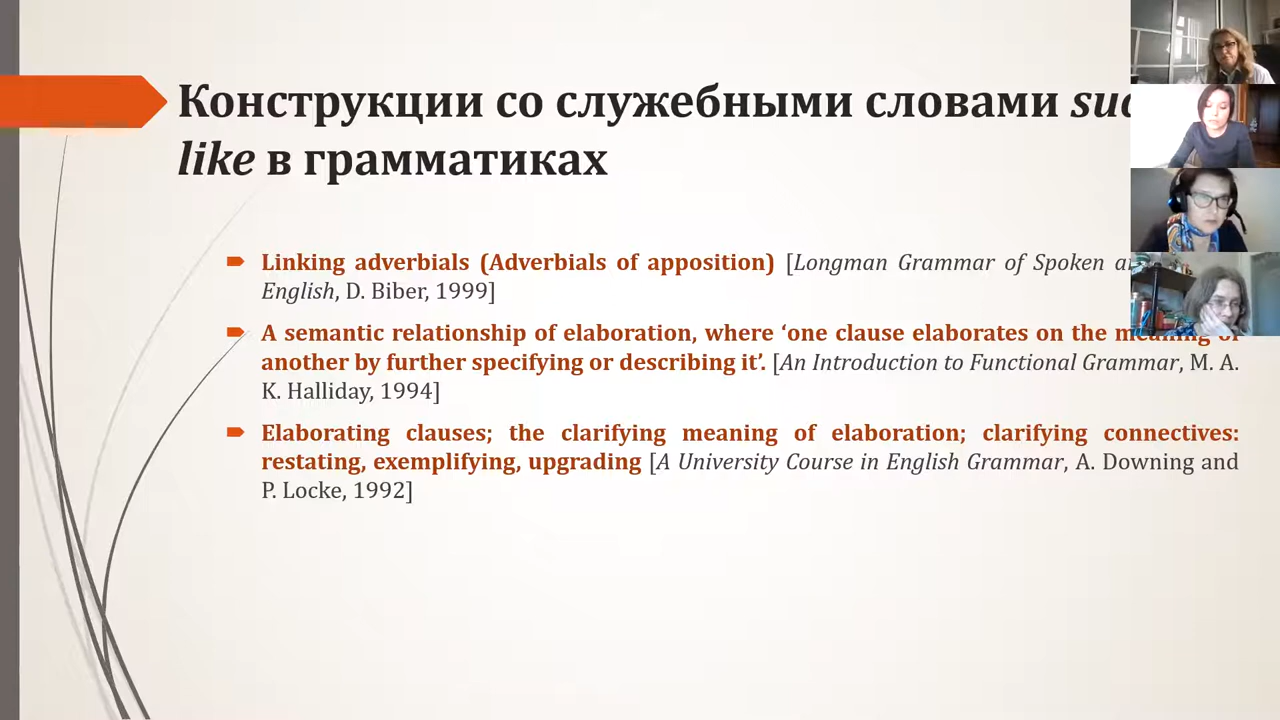 Конструкции со служебными словами
like в грамматиках
Linking adverbials (Adverbials of apposition) [Longman Grammar of Spoken
English, D. Biber, 1999]
A semantic relationship of elaboration, where ‘one clause elaborates on the meaning of
another by further specifying or describing it’. [An Introduction to Functional Grammar, M. A.
K. Halliday, 1994]
Elaborating clauses; the clarifying meaning of elaboration; clarifying connectives:
restating, exemplifying, upgrading [A University Course in English Grammar, A. Downing and
P. Locke, 1992]